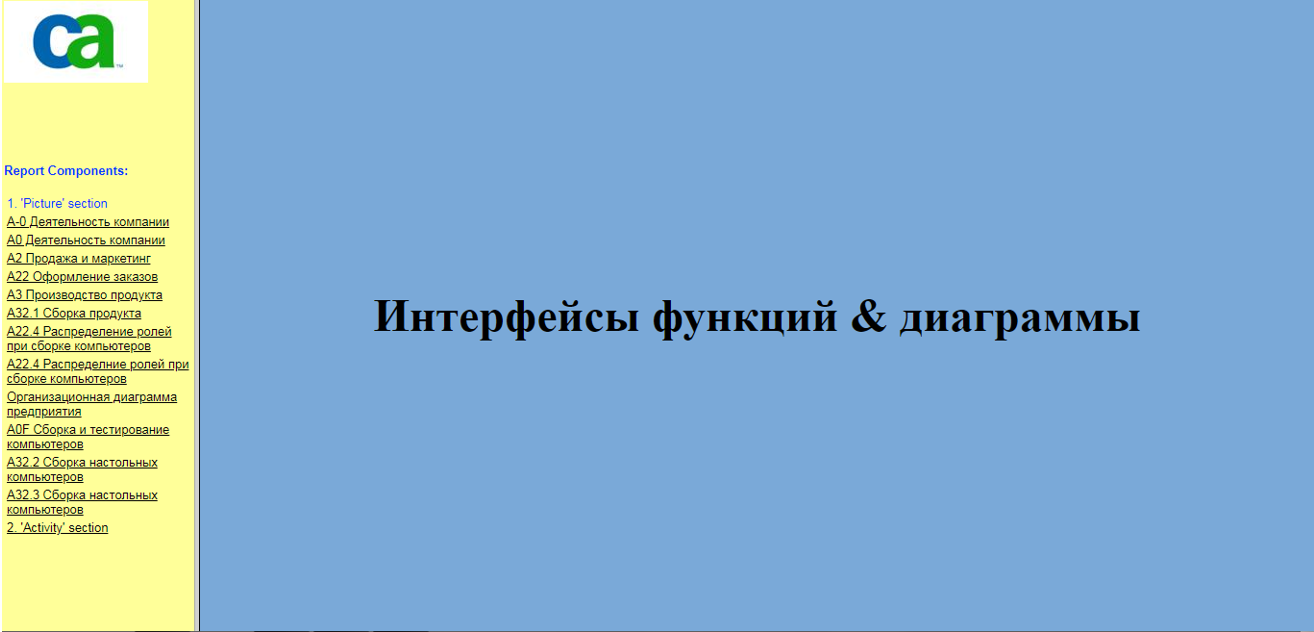 ca™
Report Components:
1. 'Picture' section
A-0 Деятельность компании
A0 Деятельность компании
A2 Продажа и маркетинг
A22 Оформление заказов
A3 Производство продукта
A32.1 Сборка продукта
A22.4 Распределение ролей
при сборке компьютеров
A22.4 Распределние ролей при
сборке компьютеров
Организационная диаграмма
предприятия
A0F Сборка и тестирование
компьютеров
A32.2 Сборка настольных
компьютеров
A32.3 Сборка настольных
компьютеров
2. 'Activity' section
Интерфейсы функций & диаграммы